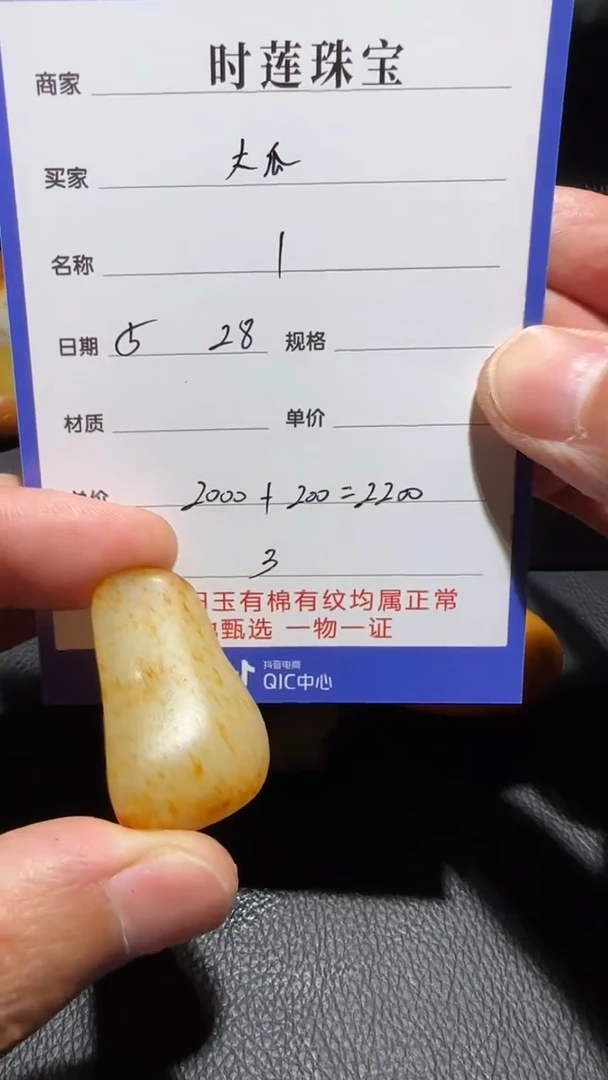 商家 时莲珠宝
买家 大瓜
名称 1
日期 5 28 规格
材质 单价
价 2000+200=2200
3
玉有棉有纹均属正常
甄选 一物一证
抖音电商
QIC中心